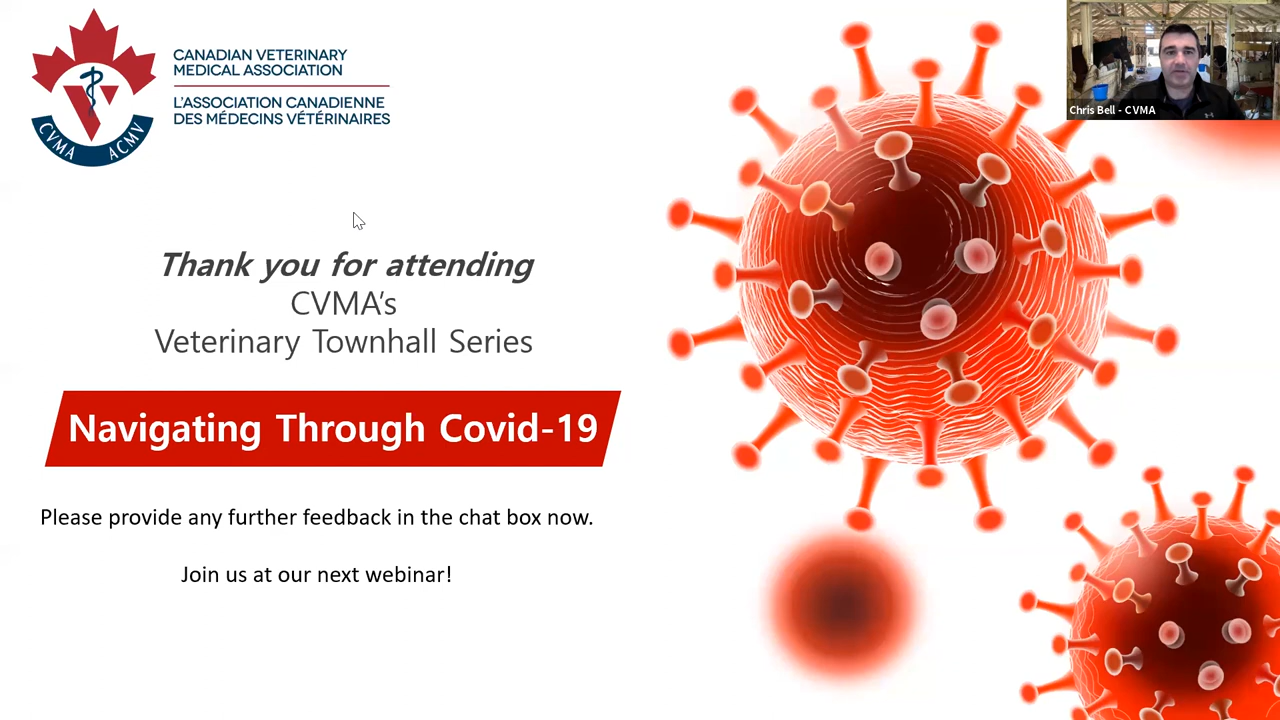 CANADIAN VETERINARY
MEDICAL ASSOCIATION
L'ASSOCIATION CANADIENNE
DES MÉDECINS VÉTÉRINAIRES
CVMA ACMV
Chris Bell - CVMA
Thank you for attending
CVMA's
Veterinary Townhall Series
Navigating Through Covid-19
Please provide any further feedback in the chat box now.
Join us at our next webinar!